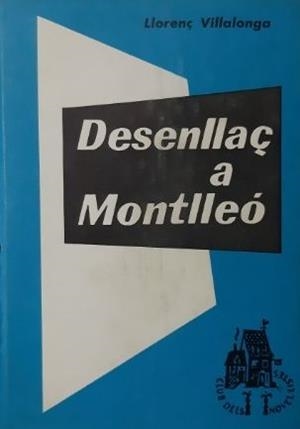 Llorenç Villalonga
Desenllaç
a
Montlleó
CLUB DELS NOVEL·LISTES